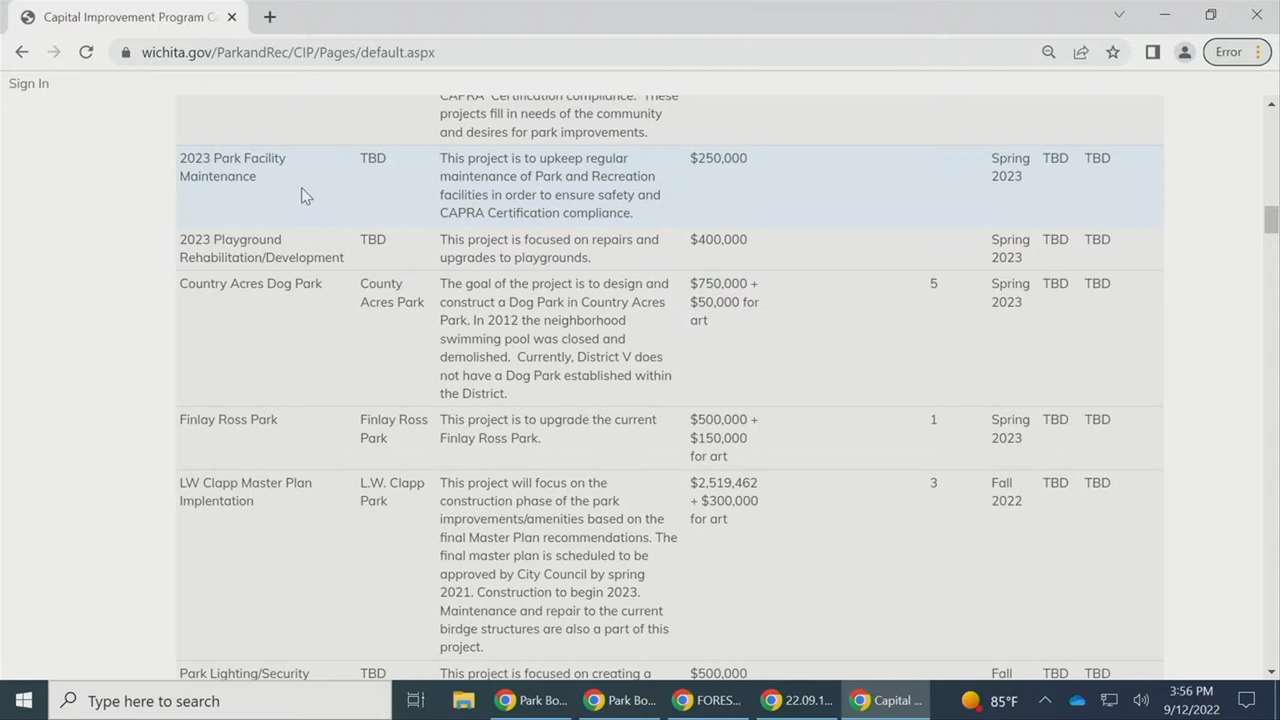 Capital Improvement Program C
wichita.gov/ParkandRec/CIP/Pages/default.aspx
Error
Sign In
CAPRA Certification compliance. These
projects fill in needs of the community
and desires for park improvements.
2023 Park Facility
Maintenance
TBD
This project is to upkeep regular
maintenance of Park and Recreation
facilities in order to ensure safety and
CAPRA Certification compliance.
$250,000
Spring
2023
TBD
TBD
2023 Playground
Rehabilitation/Development
TBD
This project is focused on repairs and
upgrades to playgrounds.
$400,000
Spring
2023
TBD
TBD
Country Acres Dog Park
County
Acres Park
The goal of the project is to design and
construct a Dog Park in Country Acres
Park. In 2012 the neighborhood
swimming pool was closed and
demolished. Currently, District V does
not have a Dog Park established within
the District.
$750,000 +
$50,000 for
art
5
Spring
2023
TBD
TBD
Finlay Ross Park
Finlay Ross
Park
This project is to upgrade the current
Finlay Ross Park.
$500,000 +
$150,000
for art
1
Spring
2023
TBD
TBD
LW Clapp Master Plan
Implentation
L.W. Clapp
Park
This project will focus on the
construction phase of the park
improvements/amenities based on the
final Master Plan recommendations. The
final master plan is scheduled to be
approved by City Council by spring
2021. Construction to begin 2023.
Maintenance and repair to the current
birdge structures are also a part of this
project.
$2,519,462
+ $300,000
for art
3
Fall
2022
TBD
TBD
Park Lighting/Security
TBD
This project is focused on creating a
$500,000
Fall
TBD
TBD
Type here to search
Park Bo...
Park Bo...
FORES...
22.09.1...
Capital ...
85°F
3:56 PM
9/12/2022